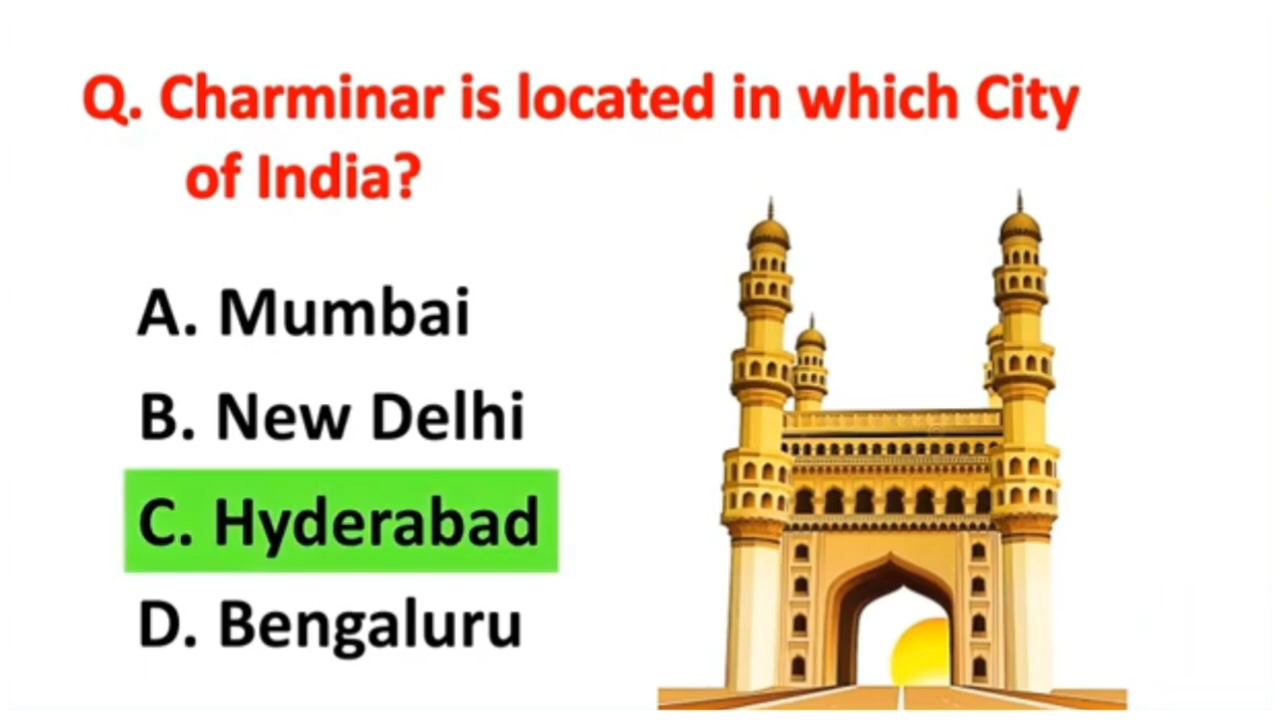 Q. Charminar is located in which City
of India?
A. Mumbai
B. New Delhi
C. Hyderabad
D. Bengaluru